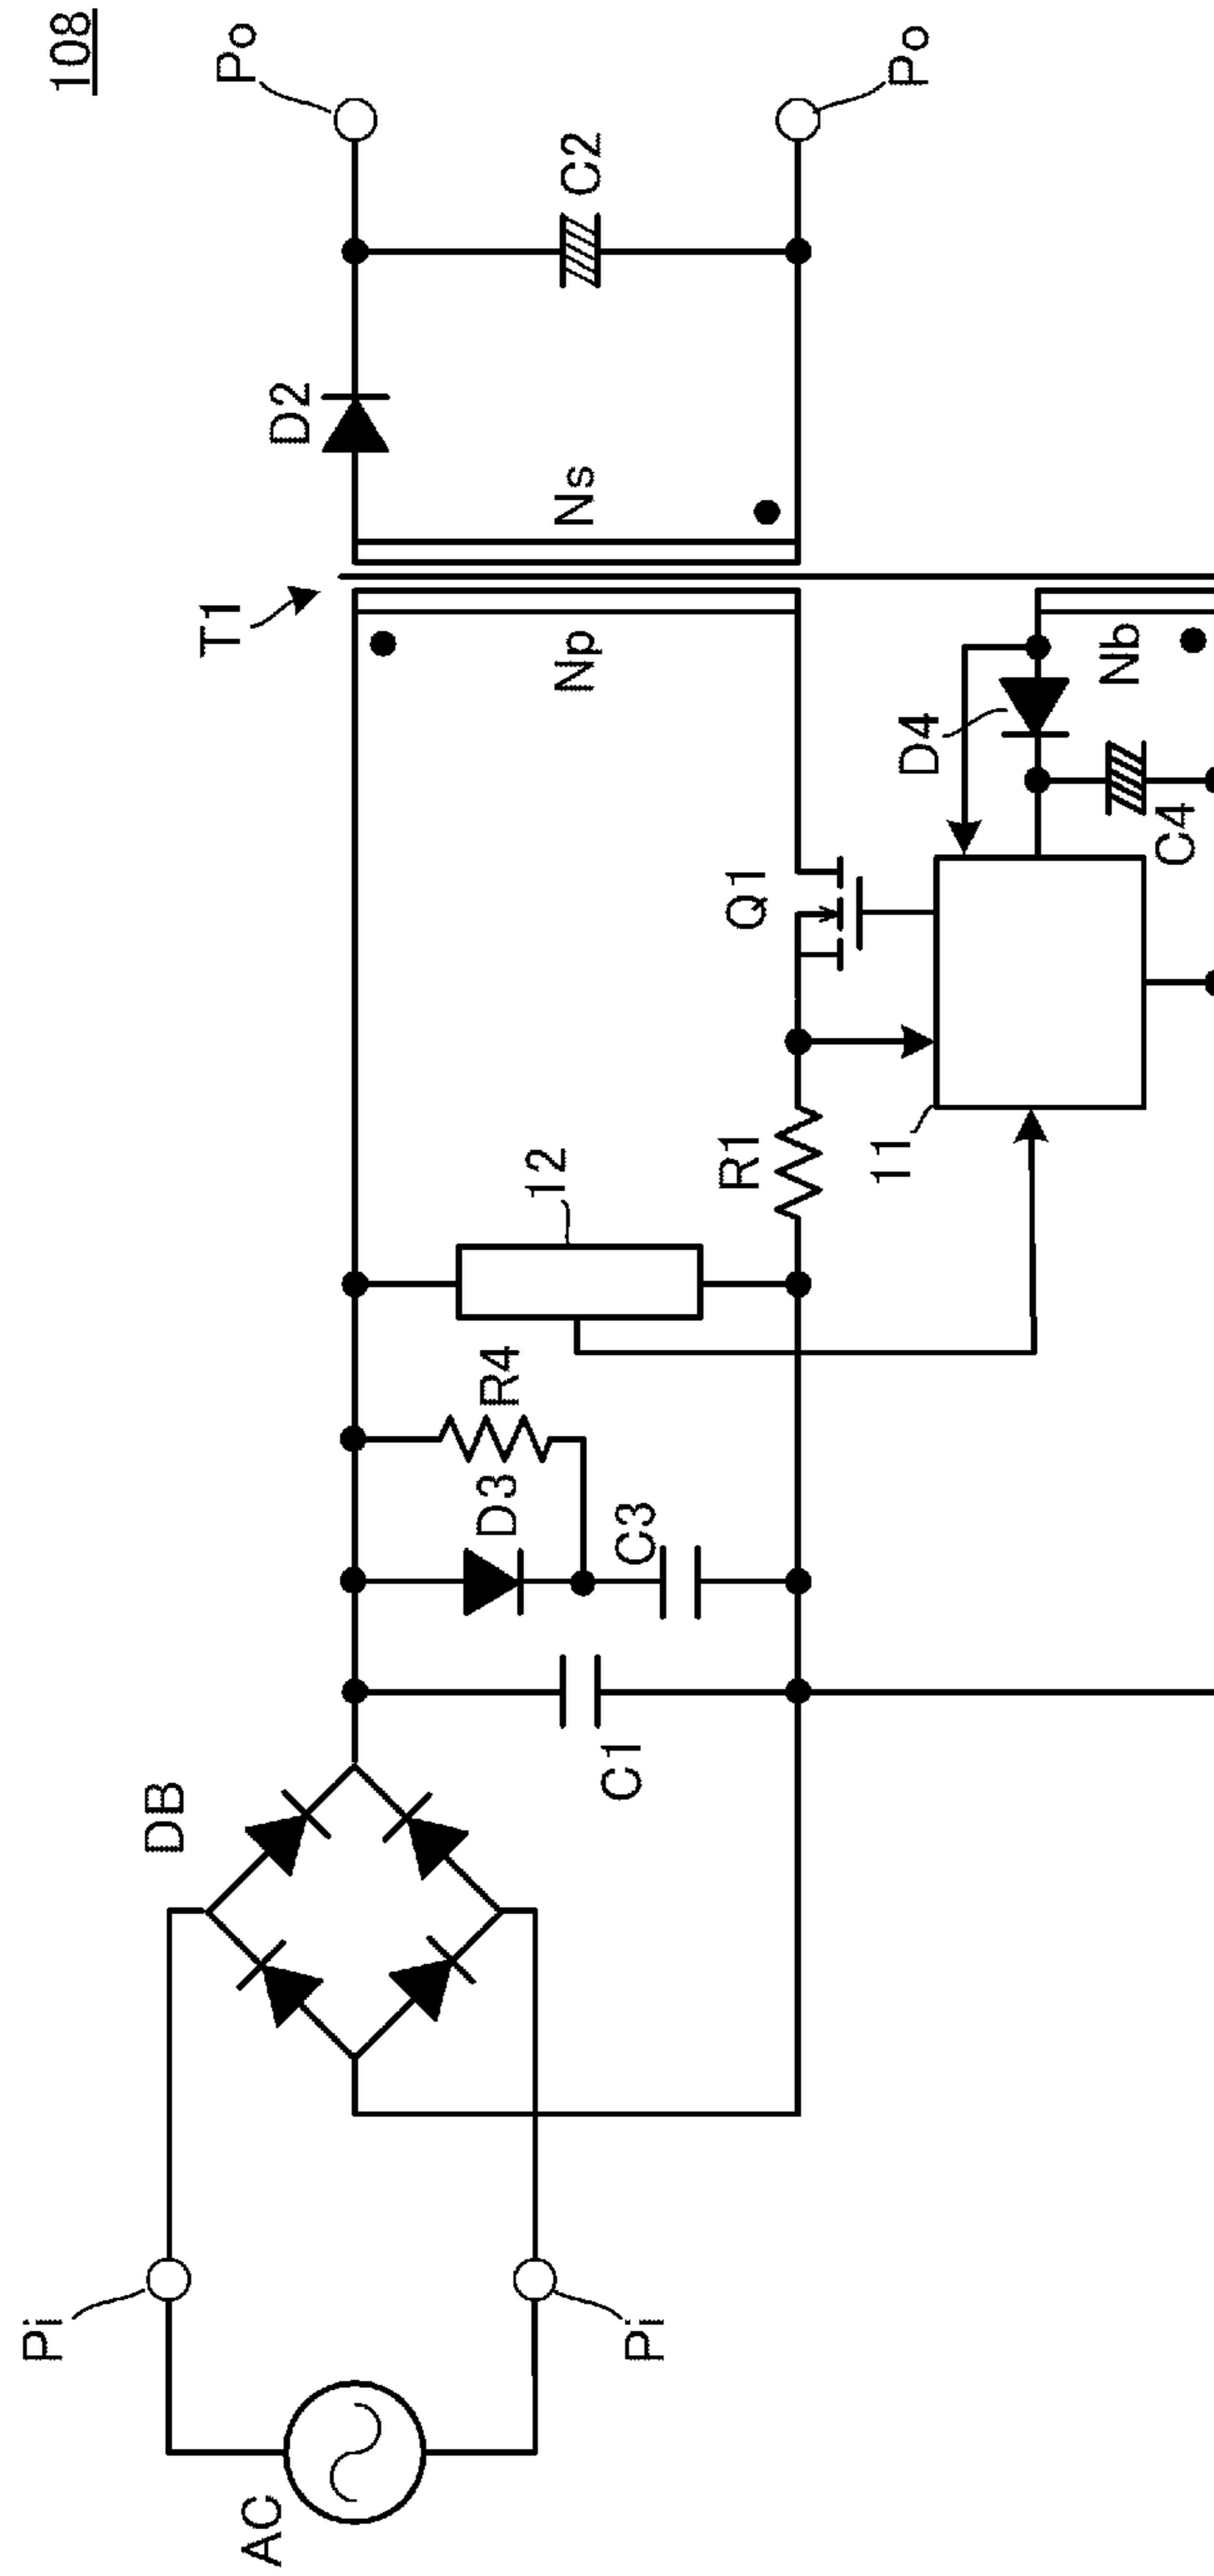 108
Pi
Pi
AC
DB
C1
D3
C3
R4
12
R1
11
Q1
D4
C4
T1
Np
Nb
Ns
D2
C2
Po
Po